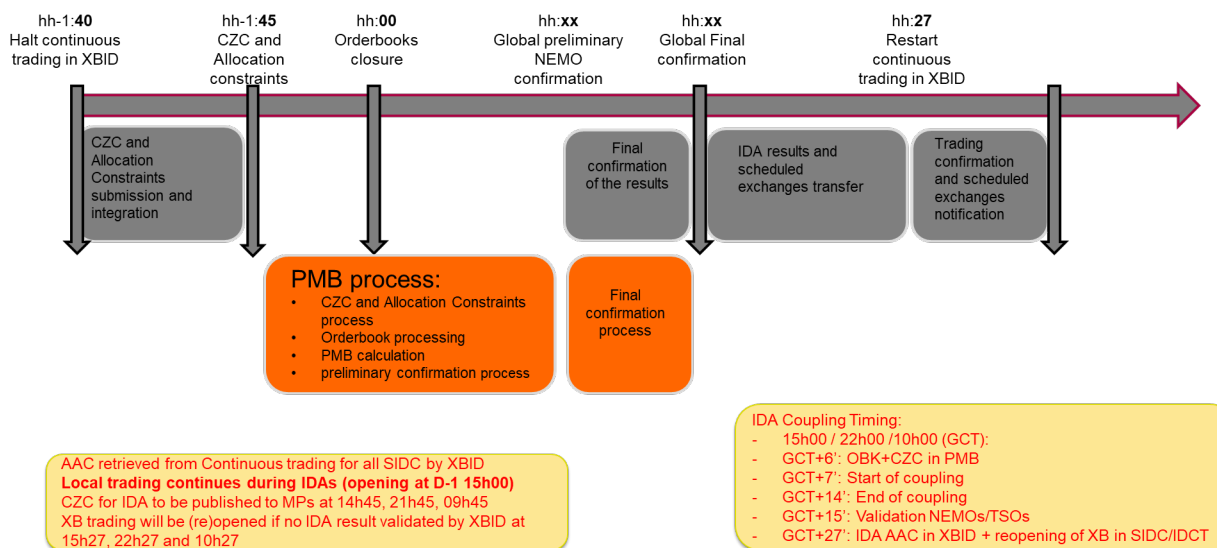 hh-1:40
Halt continuous
trading in XBID
hh-1:45
CZC and
Allocation
constraints
hh:00
Orderbooks
closure
hh:xx
Global preliminary
NEMO
confirmation
hh:xx
Global Final
confirmation
hh:27
Restart
continuous
trading in XBID
CZC and
Allocation
Constraints
submission and
integration
Final
confirmation
of the results
IDA results and
scheduled
exchanges transfer
Trading
confirmation
and scheduled
exchanges
notification
PMB process:
• CZC and Allocation Constraints
process
• Orderbook processing
• PMB calculation
• preliminary confirmation process
Final
confirmation
process
AAC retrieved from Continuous trading for all SIDC by XBID
Local trading continues during IDAs (opening at D-1 15h00)
CZC for IDA to be published to MPs at 14h45, 21h45, 09h45
XB trading will be (re)opened if no IDA result validated by XBID at
15h27, 22h27 and 10h27
IDA Coupling Timing:
- 15h00 / 22h00 /10h00 (GCT):
- GCT+6': OBK+CZC in PMB
- GCT+7': Start of coupling
- GCT+14': End of coupling
- GCT+15': Validation NEMOs/TSOs
- GCT+27': IDA AAC in XBID + reopening of XB in SIDC/IDCT